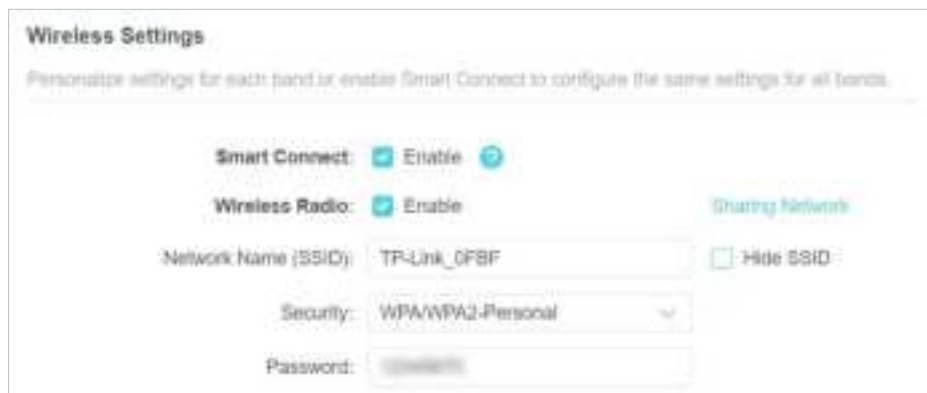 Wireless Settings
Personalize settings for each band or enable Smart Connect to configure the same settings for all bands.
Smart Connect: Enable ?
Wireless Radio: Enable Sharing Network
Network Name (SSID): TP-Link_0FBF Hide SSID
Security: WPA/WPA2-Personal
Password: